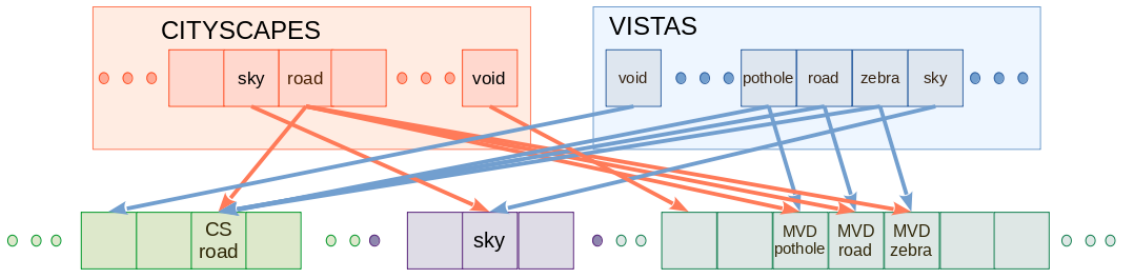 CITYSCAPES
VISTAS
sky road void
void pothole road zebra sky
CS
road
sky
MVD
pothole
MVD
road
MVD
zebra